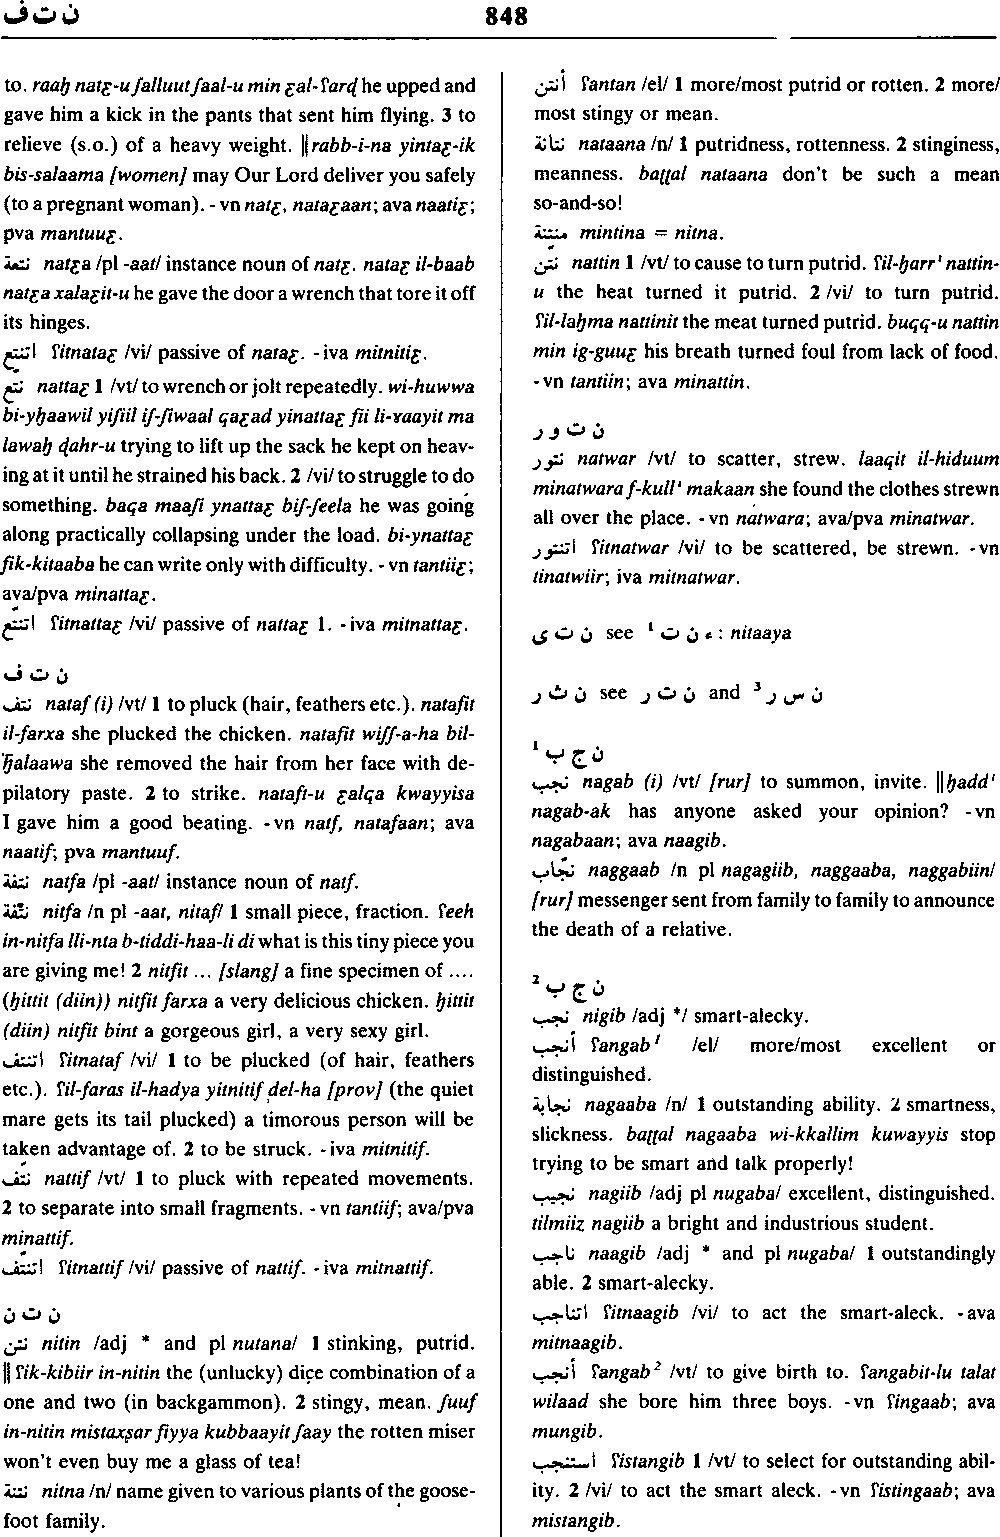 ن ت ف
848
to. raaḥ natɛ-u ʃalluut ʃaal-u min ɛal-ʕarḍ he upped and
gave him a kick in the pants that sent him flying. 3 to
relieve (s.o.) of a heavy weight. ‖ rabb-i-na yintaɛ-ik
bis-salaama [women] may Our Lord deliver you safely
(to a pregnant woman). - vn natɛ, nataɛaan; ava naatiɛ;
pva mantuuɛ.
نتعة natɛa /pl -aat/ instance noun of natɛ. nataɛ il-baab
natɛa xalaɛit-u he gave the door a wrench that tore it off
its hinges.
اتنتع ʕitnataɛ /vi/ passive of nataɛ. - iva mitnitiɛ.
نتّع nattaɛ 1 /vt/ to wrench or jolt repeatedly. wi-huwwa
bi-yḥaawil yiʃiil iʃ-ʃiwaal qaɛad yinattaɛ fii li-ɣaayit ma
lawaḥ ḍahr-u trying to lift up the sack he kept on heav-
ing at it until he strained his back. 2 /vi/ to struggle to do
something. baqa maaʃi ynattaɛ biʃ-ʃeela he was going
along practically collapsing under the load. bi-ynattaɛ
fik-kitaaba he can write only with difficulty. - vn tantiiɛ;
ava/pva minattaɛ.
اتنتّع ʕitnattaɛ /vi/ passive of nattaɛ 1. - iva mitnattaɛ.
ن ت ف
نتف nataf (i) /vt/ 1 to pluck (hair, feathers etc.). natafit
il-farxa she plucked the chicken. natafit wiʃʃ-a-ha bil-
ḥalaawa she removed the hair from her face with de-
pilatory paste. 2 to strike. nataft-u ɛalqa kwayyisa
I gave him a good beating. - vn natf, natafaan; ava
naatif; pva mantuuf.
نتفة natfa /pl -aat/ instance noun of natf.
نتفة nitfa /n pl -aat, nitaf/ 1 small piece, fraction. ʕeeh
in-nitfa lli-nta b-tiddi-haa-li di what is this tiny piece you
are giving me! 2 nitfit ... [slang] a fine specimen of ....
(ḥittit (diin)) nitfit farxa a very delicious chicken. ḥittit
(diin) nitfit bint a gorgeous girl, a very sexy girl.
اتنتف ʕitnataf /vi/ 1 to be plucked (of hair, feathers
etc.). ʕil-faras il-hadya yitnitif ḍel-ha [prov] (the quiet
mare gets its tail plucked) a timorous person will be
taken advantage of. 2 to be struck. - iva mitnitif.
نتّف nattif /vt/ 1 to pluck with repeated movements.
2 to separate into small fragments. - vn tantiif; ava/pva
minattif.
اتنتّف ʕitnattif /vi/ passive of nattif. - iva mitnattif.
ن ت ن
نتن nitin /adj * and pl nutana/ 1 stinking, putrid.
‖ ʕik-kibiir in-nitin the (unlucky) dice combination of a
one and two (in backgammon). 2 stingy, mean. ʃuuf
in-nitin mistaxṣar fiyya kubbaayit ʃaay the rotten miser
won't even buy me a glass of tea!
نتنة nitna /n/ name given to various plants of the goose-
foot family.
أنتن ʕantan /el/ 1 more/most putrid or rotten. 2 more/
most stingy or mean.
نتانة nataana /n/ 1 putridness, rottenness. 2 stinginess,
meanness. baṭṭal nataana don't be such a mean
so-and-so!
منتنة mintina = nitna.
نتّن nattin 1 /vt/ to cause to turn putrid. ʕil-ḥarrⁱ nattin-
u the heat turned it putrid. 2 /vi/ to turn putrid.
ʕil-laḥma nattinit the meat turned putrid. buqq-u nattin
min ig-guuɛ his breath turned foul from lack of food.
- vn tantiin; ava minattin.
ن ت و ر
نتور natwar /vt/ to scatter, strew. laaqit il-hiduum
minatwara f-kullⁱ makaan she found the clothes strewn
all over the place. - vn natwara; ava/pva minatwar.
اتنتور ʕitnatwar /vi/ to be scattered, be strewn. - vn
tinatwiir; iva mitnatwar.
ن ت ى see ن ت ء ¹ : nitaaya
ن ث ر see ن ت ر and ن س ر ³
ن ج ب ¹
نجب nagab (i) /vt/ [rur] to summon, invite. ‖ ḥaddⁱ
nagab-ak has anyone asked your opinion? - vn
nagabaan; ava naagib.
نجّاب naggaab /n pl nagagiib, naggaaba, naggabiin/
[rur] messenger sent from family to family to announce
the death of a relative.
ن ج ب ²
نجب nigib /adj */ smart-alecky.
أنجب ʕangab¹ /el/ more/most excellent or
distinguished.
نجابة nagaaba /n/ 1 outstanding ability. 2 smartness,
slickness. baṭṭal nagaaba wi-kkallim kuwayyis stop
trying to be smart and talk properly!
نجيب nagiib /adj pl nugaba/ excellent, distinguished.
tilmiiz nagiib a bright and industrious student.
ناجب naagib /adj * and pl nugaba/ 1 outstandingly
able. 2 smart-alecky.
اتناجب ʕitnaagib /vi/ to act the smart-aleck. - ava
mitnaagib.
أنجب ʕangab² /vt/ to give birth to. ʕangabit-lu talat
wilaad she bore him three boys. - vn ʕingaab; ava
mungib.
استنجب ʕistangib 1 /vt/ to select for outstanding abil-
ity. 2 /vi/ to act the smart aleck. - vn ʕistingaab; ava
mistangib.